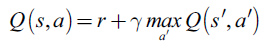 Q(s,a) = r + γ max Q(s′,a′)
a′